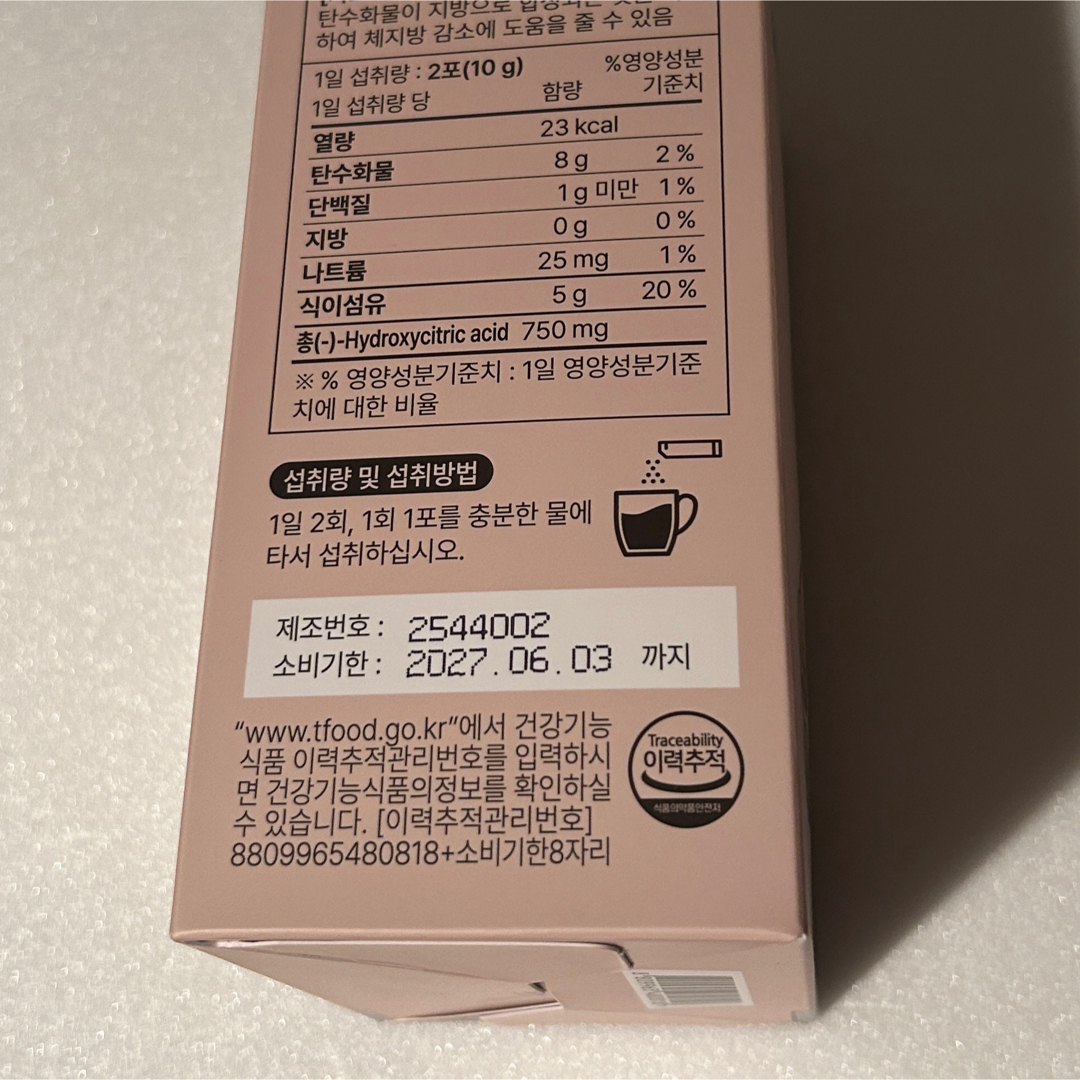 탄수화물이 지방으로 합성되는
하여 체지방 감소에 도움을 줄 수 있음
1일 섭취량 : 2포(10 g) %영양성분
1일 섭취량 당 함량 기준치
열량 23 kcal
탄수화물 8 g 2 %
단백질 1 g 미만 1 %
지방 0 g 0 %
나트륨 25 mg 1 %
식이섬유 5 g 20 %
총(-)-Hydroxycitric acid 750 mg
※ % 영양성분기준치 : 1일 영양성분기준
치에 대한 비율
섭취량 및 섭취방법
1일 2회, 1회 1포를 충분한 물에
타서 섭취하십시오.
제조번호 : 2544002
소비기한 : 2027.06.03 까지
“www.tfood.go.kr“에서 건강기능
식품 이력추적관리번호를 입력하시
면 건강기능식품의정보를 확인하실
수 있습니다. [이력추적관리번호]
8809965480818+소비기한8자리
Traceability
이력추적
식품의약품안전처